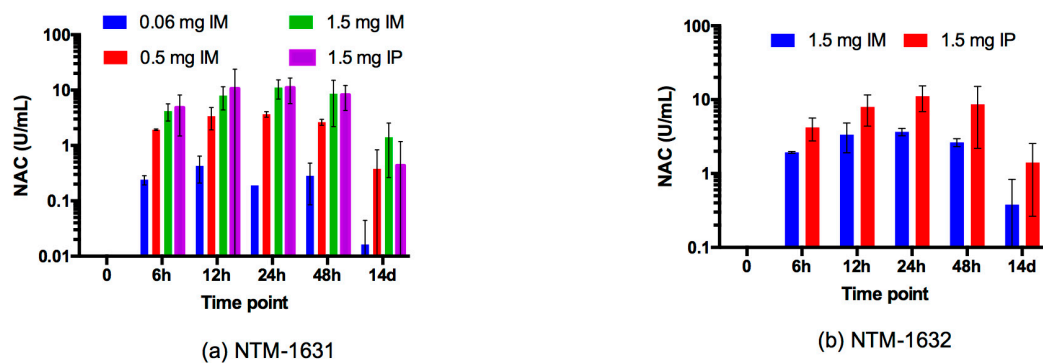 0.06 mg IM 1.5 mg IM
0.5 mg IM 1.5 mg IP
100
10
1
0.1
0.01
NAC (U/mL)
0 6h 12h 24h 48h 14d
Time point
(a) NTM-1631
1.5 mg IM 1.5 mg IP
100
10
1
0.1
NAC (U/mL)
0 6h 12h 24h 48h 14d
Time point
(b) NTM-1632